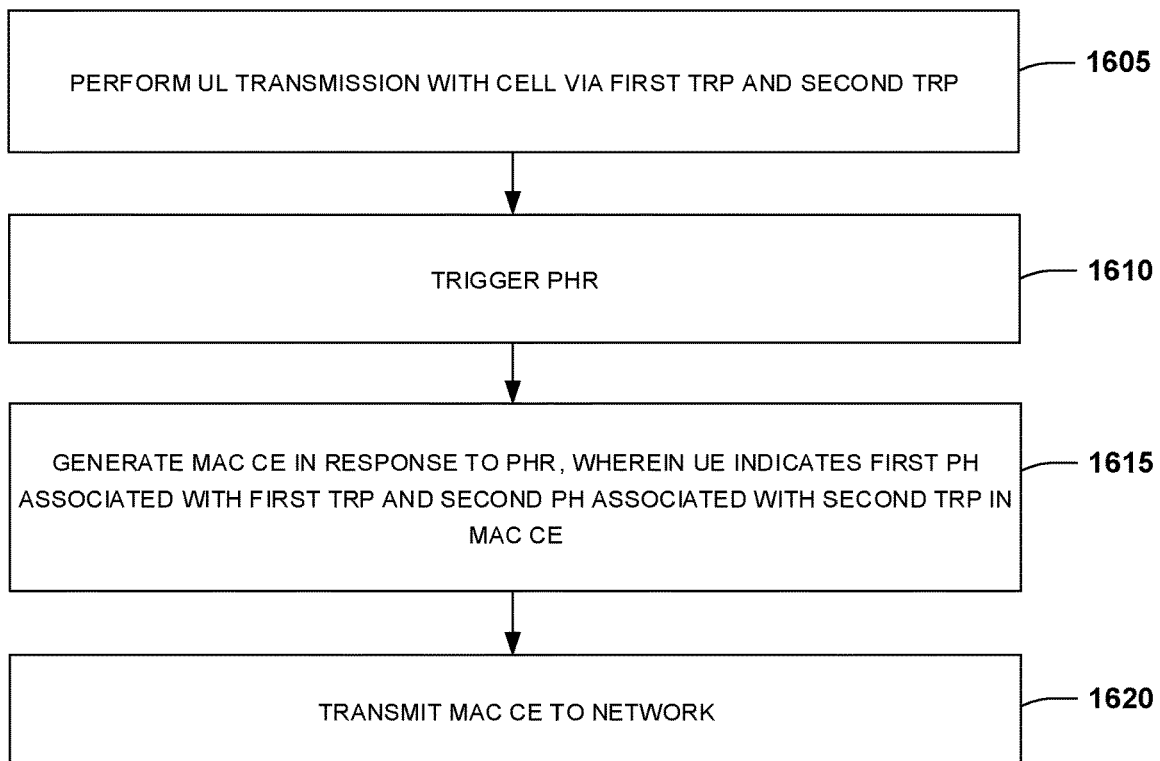 PERFORM UL TRANSMISSION WITH CELL VIA FIRST TRP AND SECOND TRP
1605
TRIGGER PHR
1610
GENERATE MAC CE IN RESPONSE TO PHR, WHEREIN UE INDICATES FIRST PH
ASSOCIATED WITH FIRST TRP AND SECOND PH ASSOCIATED WITH SECOND TRP IN
MAC CE
1615
TRANSMIT MAC CE TO NETWORK
1620